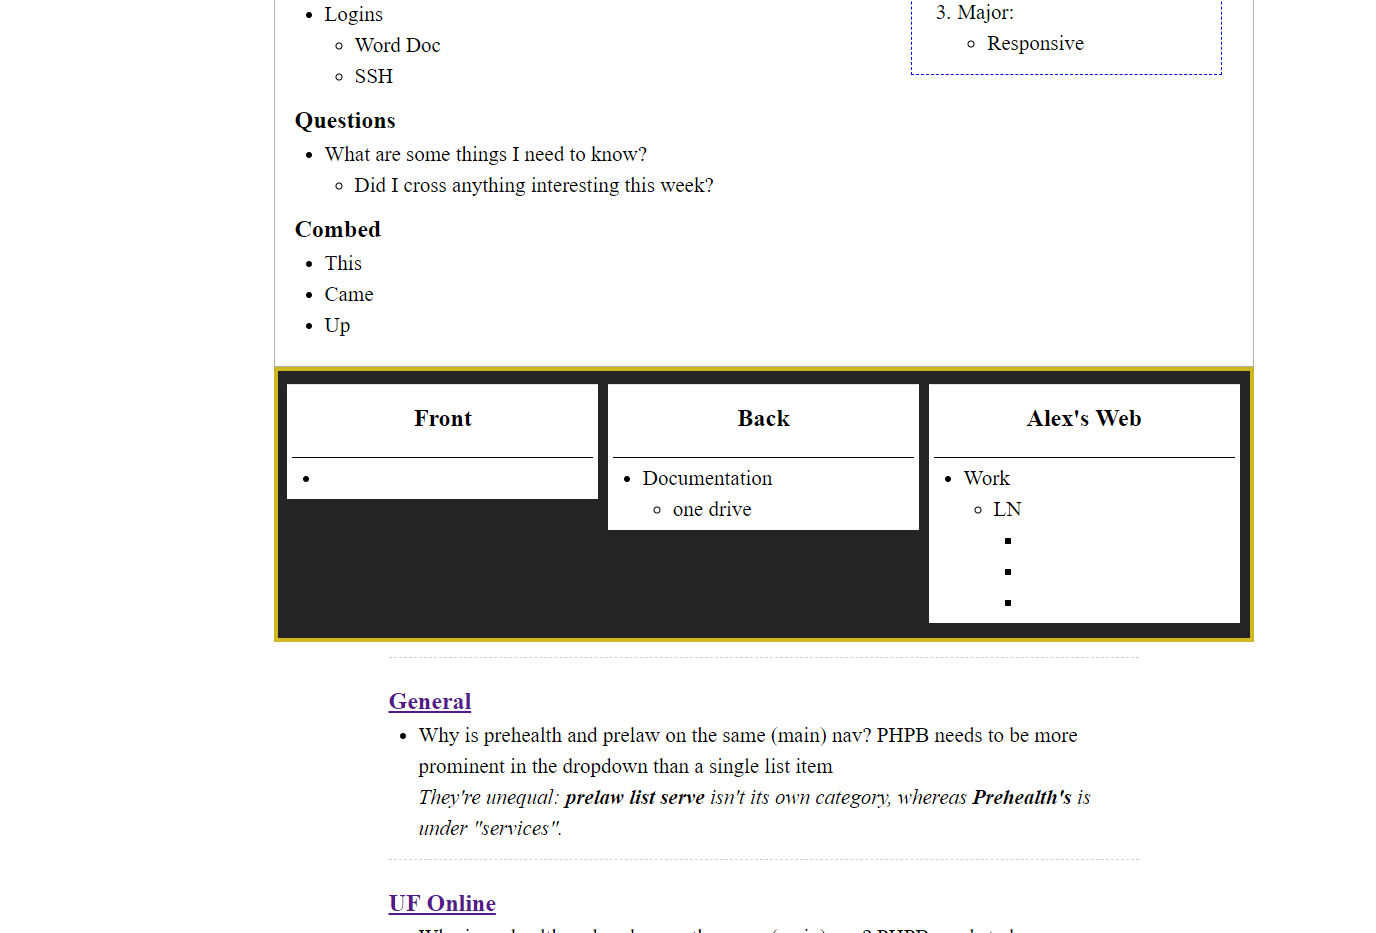 Logins
Word Doc
SSH
3. Major:
Responsive
Questions
What are some things I need to know?
Did I cross anything interesting this week?
Combed
This
Came
Up
Front
Back
Documentation
one drive
Alex's Web
Work
LN
General
Why is prehealth and prelaw on the same (main) nav? PHPB needs to be more
prominent in the dropdown than a single list item
They're unequal: prelaw list serve isn't its own category, whereas Prehealth's is
under "services".
UF Online